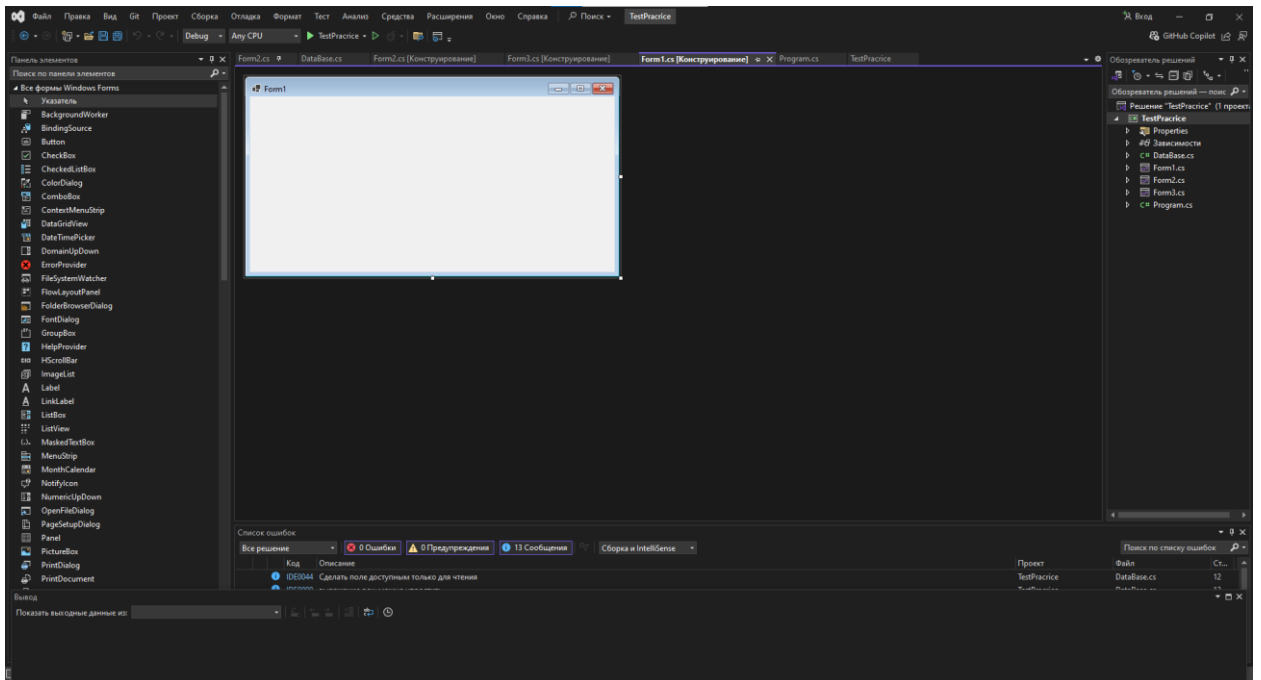 Файл Правка Вид Git Проект Сборка Отладка Формат Тест Анализ Средства Расширения Окно Справка Поиск TestPracrice Вход
Debug Any CPU TestPracrice GitHub Copilot
Панель элементов
Поиск по панели элементов
Все формы Windows Forms
Указатель
BackgroundWorker
BindingSource
Button
CheckBox
CheckedListBox
ColorDialog
ComboBox
ContextMenuStrip
DataGridView
DateTimePicker
DomainUpDown
ErrorProvider
FileSystemWatcher
FlowLayoutPanel
FolderBrowserDialog
FontDialog
GroupBox
HelpProvider
HScrollBar
ImageList
Label
LinkLabel
ListBox
ListView
MaskedTextBox
MenuStrip
MonthCalendar
NotifyIcon
NumericUpDown
OpenFileDialog
PageSetupDialog
Panel
PictureBox
PrintDialog
PrintDocument
Form2.cs DataBase.cs Form2.cs [Конструирование] Form3.cs [Конструирование] Form1.cs [Конструирование] Program.cs TestPracrice
Form1
Обозреватель решений
Обозреватель решений — поис
Решение "TestPracrice" (1 проект
TestPracrice
Properties
Зависимости
C# DataBase.cs
Form1.cs
Form2.cs
Form3.cs
C# Program.cs
Список ошибок
Все решение 0 Ошибки 0 Предупреждения 13 Сообщения Сборка и IntelliSense Поиск по списку ошибок
Код Описание Проект Файл Ст...
IDE0044 Сделать поле доступным только для чтения TestPracrice DataBase.cs 12
Вывод
Показать выходные данные из: